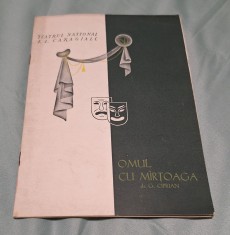 TEATRUL NAȚIONAL
I. L. CARAGIALE
OMUL
CU MÎRȚOAGA
de G. CIPRIAN